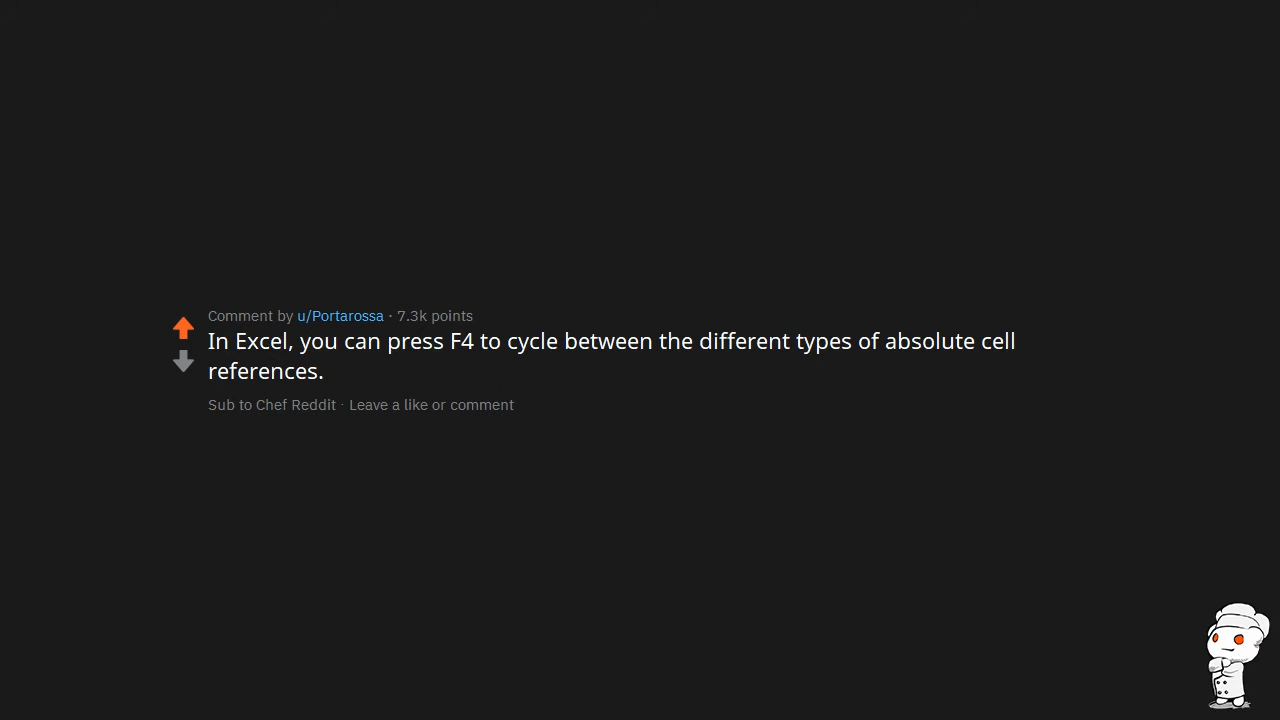 Comment by u/Portarossa · 7.3k points
In Excel, you can press F4 to cycle between the different types of absolute cell
references.
Sub to Chef Reddit · Leave a like or comment